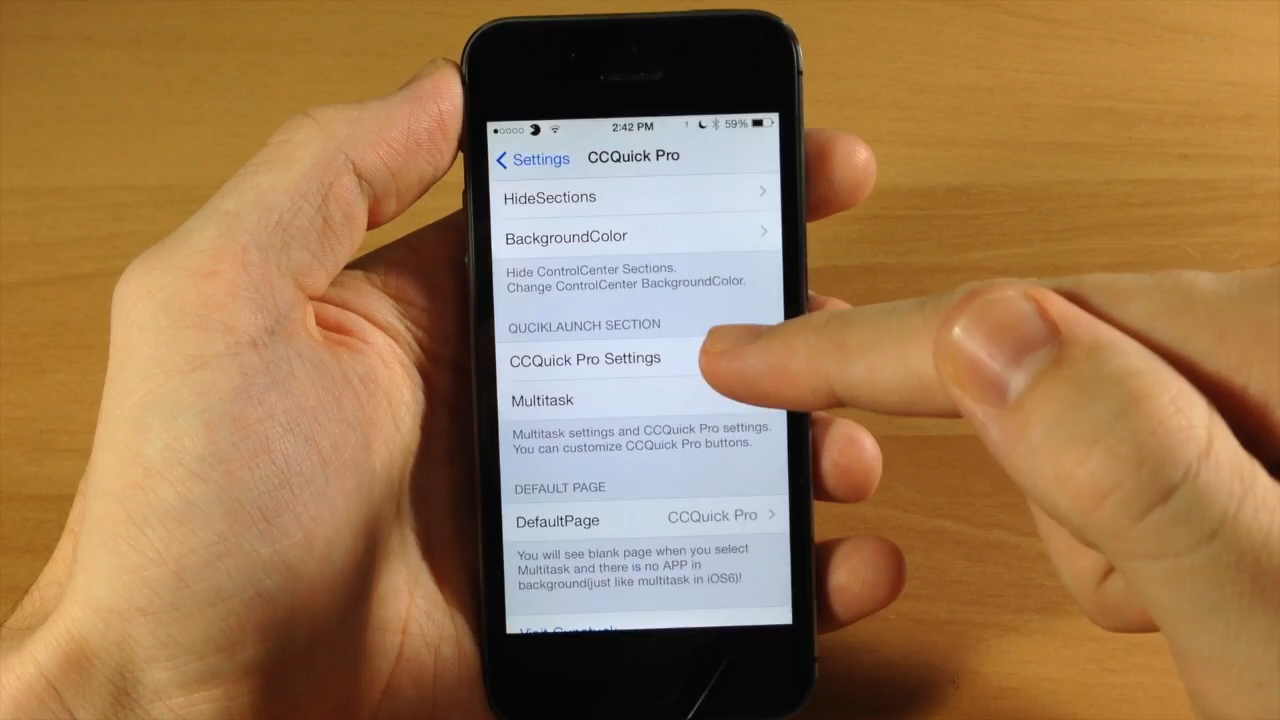 2:42 PM 59%
Settings CCQuick Pro
HideSections
BackgroundColor
Hide ControlCenter Sections.
Change ControlCenter BackgroundColor.
QUCIKLAUNCH SECTION
CCQuick Pro Settings
Multitask
Multitask settings and CCQuick Pro settings.
You can customize CCQuick Pro buttons.
DEFAULT PAGE
DefaultPage CCQuick Pro
You will see blank page when you select
Multitask and there is no APP in
background(just like multitask in iOS6)!
Visit